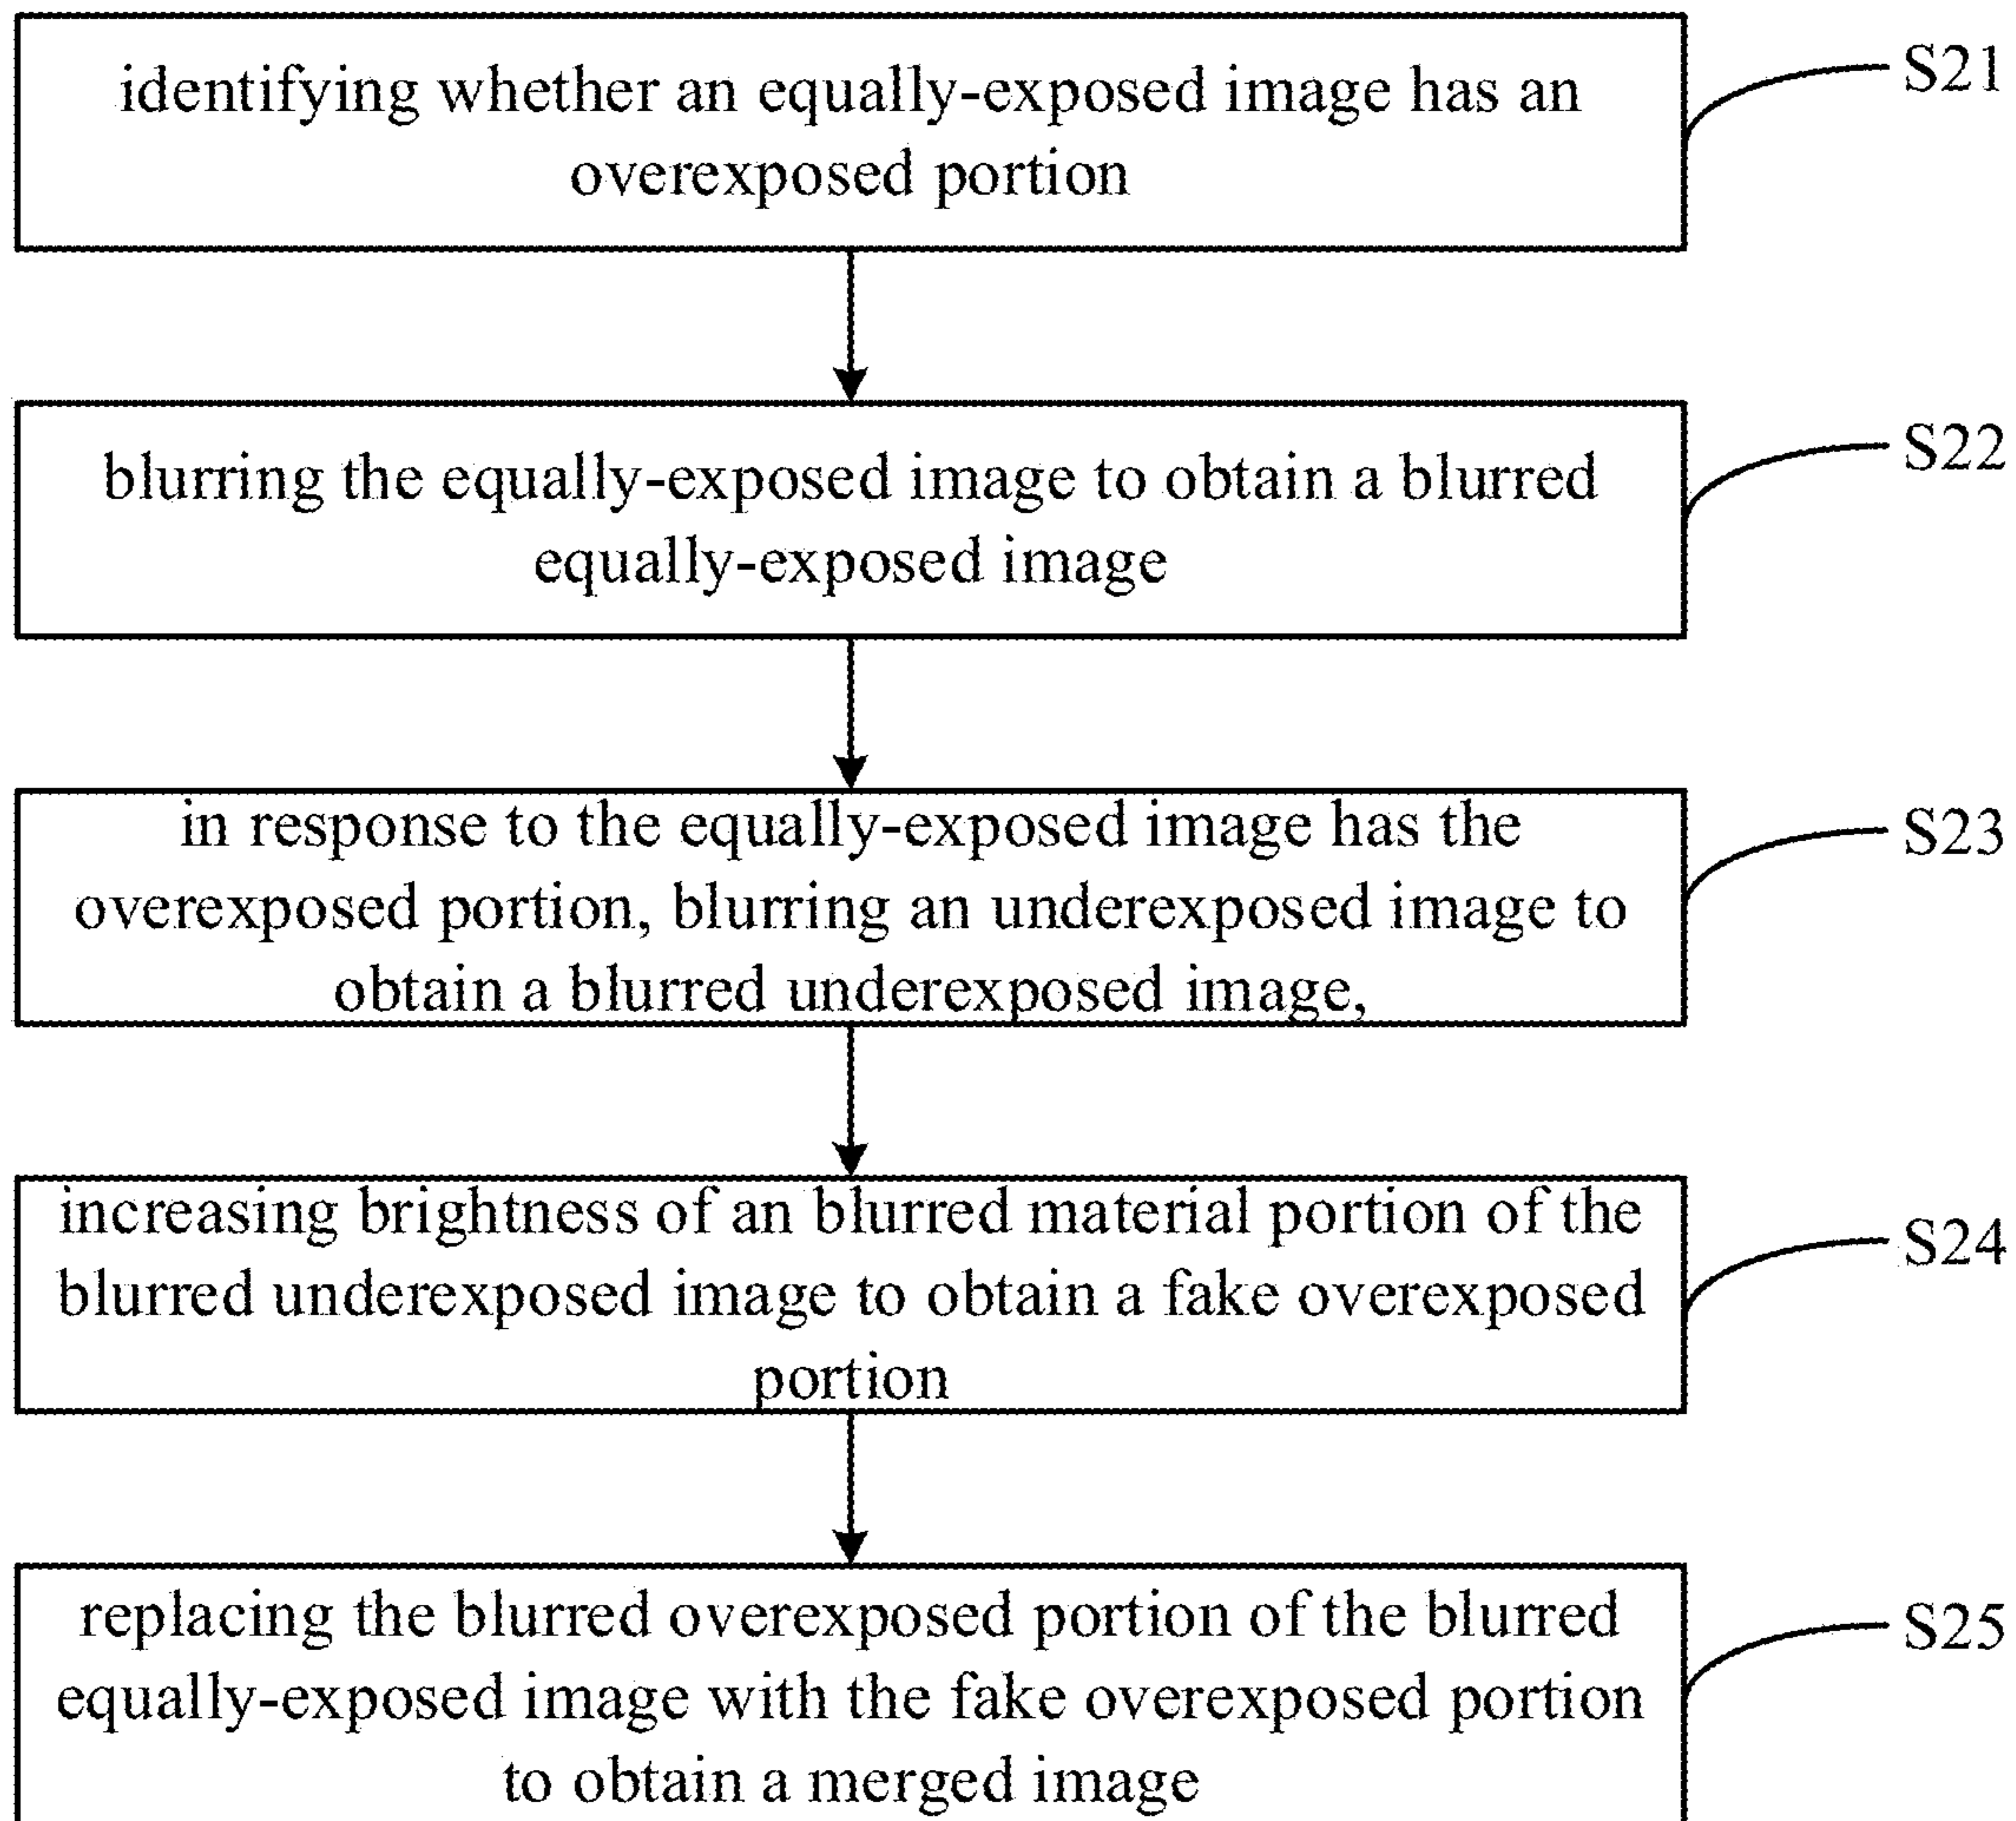 identifying whether an equally-exposed image has an
overexposed portion
S21
blurring the equally-exposed image to obtain a blurred
equally-exposed image
S22
in response to the equally-exposed image has the
overexposed portion, blurring an underexposed image to
obtain a blurred underexposed image,
S23
increasing brightness of an blurred material portion of the
blurred underexposed image to obtain a fake overexposed
portion
S24
replacing the blurred overexposed portion of the blurred
equally-exposed image with the fake overexposed portion
to obtain a merged image
S25